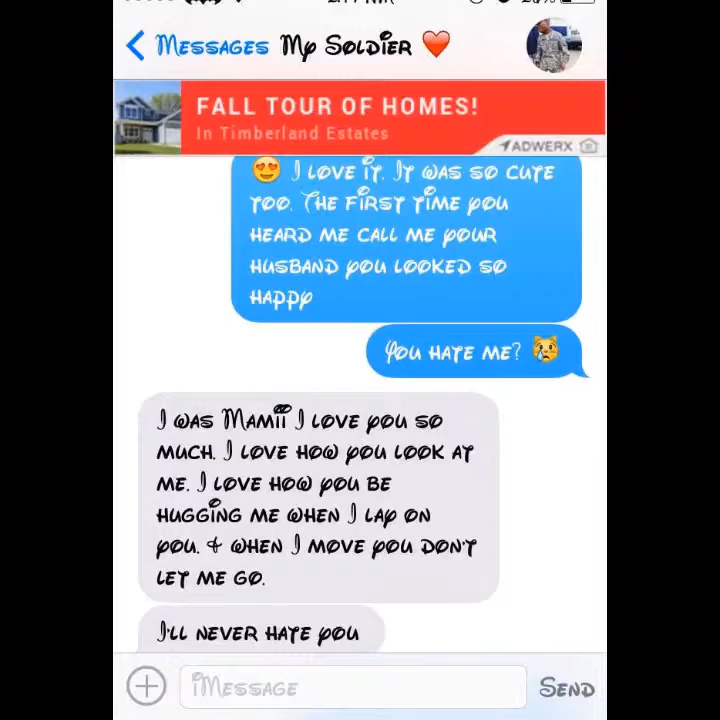 Messages My Soldier ❤️
FALL TOUR OF HOMES!
In Timberland Estates
ADWERX
😍 I love it. It was so cute
too. The first time you
heard me call me your
husband you looked so
happy
You hate me? 😿
I was Mamii I love you so
much. I love how you look at
me. I love how you be
hugging me when I lay on
you. & when I move you don't
let me go.
I'll never hate you
iMessage
Send